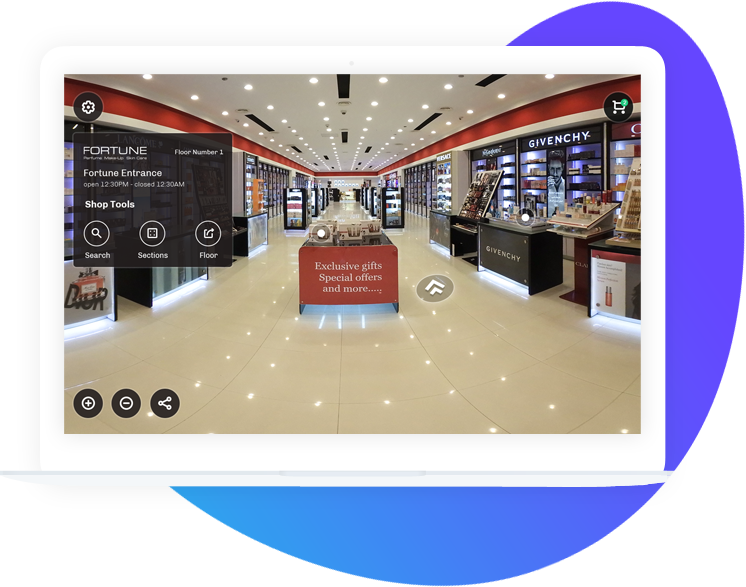 FORTUNE
Perfume Make-Up Skin Care
Floor Number 1
Fortune Entrance
open 12:30PM - closed 12:30AM
Shop Tools
Search
Sections
Floor
Exclusive gifts
Special offers
and more.....
GIVENCHY
GIVENCHY
VERSACE
DIOR